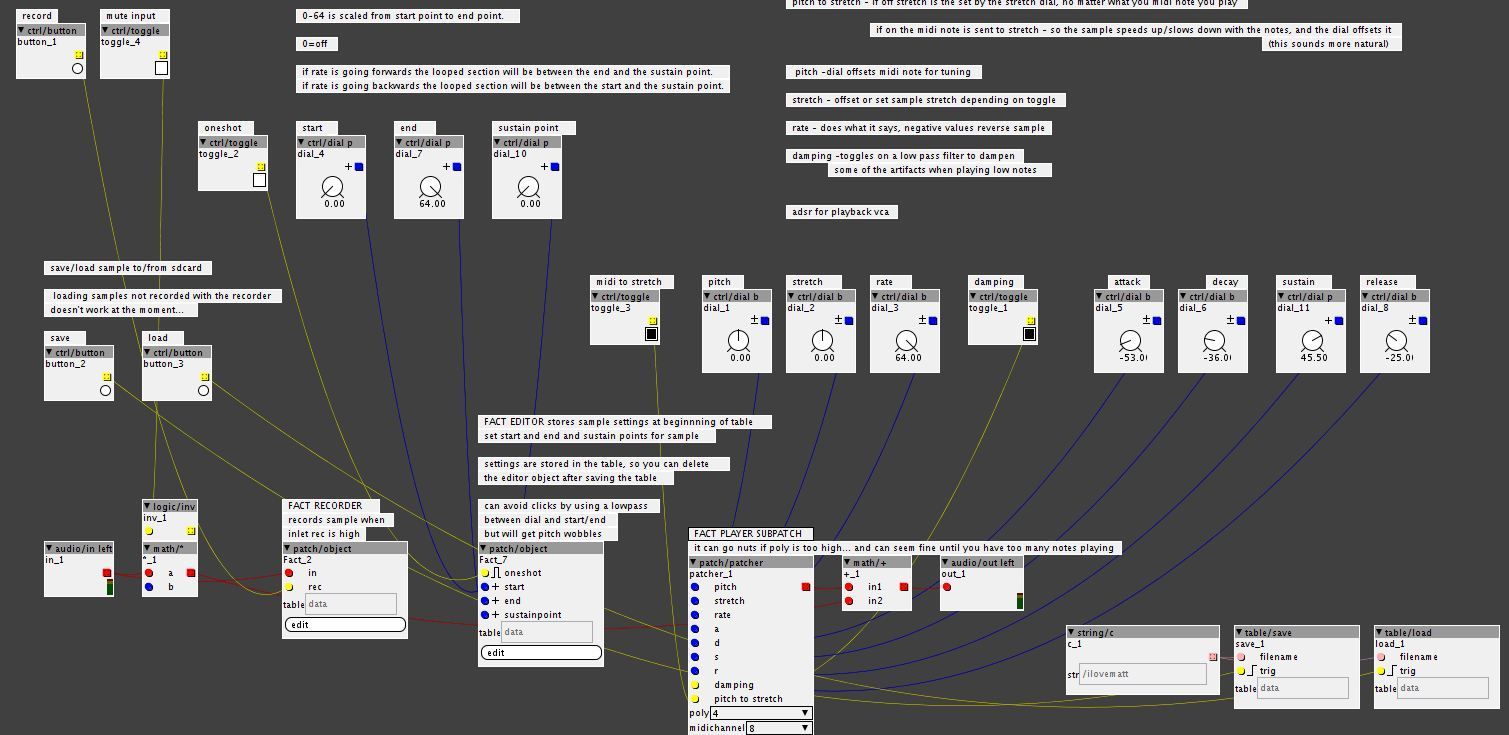 record
mute input
ctrl/button
button_1
ctrl/toggle
toggle_4
0-64 is scaled from start point to end point.
0=off
if rate is going forwards the looped section will be between the end and the sustain point.
if rate is going backwards the looped section will be between the start and the sustain point.
pitch to stretch - if off stretch is the set by the stretch dial, no matter what you midi note you play
if on the midi note is sent to stretch - so the sample speeds up/slows down with the notes, and the dial offsets it
(this sounds more natural)
pitch -dial offsets midi note for tuning
stretch - offset or set sample stretch depending on toggle
rate - does what it says, negative values reverse sample
damping -toggles on a low pass filter to dampen
some of the artifacts when playing low notes
adsr for playback vca
oneshot
ctrl/toggle
toggle_2
start
ctrl/dial p
dial_4
0.00
end
ctrl/dial p
dial_7
64.00
sustain point
ctrl/dial p
dial_10
0.00
save/load sample to/from sdcard
loading samples not recorded with the recorder
doesn't work at the moment...
save
ctrl/button
button_2
load
ctrl/button
button_3
midi to stretch
ctrl/toggle
toggle_3
pitch
ctrl/dial b
dial_1
0.00
stretch
ctrl/dial b
dial_2
0.00
rate
ctrl/dial b
dial_3
64.00
damping
ctrl/toggle
toggle_1
attack
ctrl/dial b
dial_5
-53.0
decay
ctrl/dial b
dial_6
-36.0
sustain
ctrl/dial p
dial_11
45.50
release
ctrl/dial b
dial_8
-25.0
FACT EDITOR stores sample settings at beginnning of table
set start and end and sustain points for sample
settings are stored in the table, so you can delete
the editor object after saving the table
can avoid clicks by using a lowpass
between dial and start/end
but will get pitch wobbles
logic/inv
inv_1
audio/in left
in_1
math/*
*_1
a
b
FACT RECORDER
records sample when
inlet rec is high
patch/object
Fact_2
in
rec
table data
edit
patch/object
Fact_7
oneshot
start
end
sustainpoint
table data
edit
FACT PLAYER SUBPATCH
it can go nuts if poly is too high... and can seem fine until you have too many notes playing
patch/patcher
patcher_1
pitch
stretch
rate
a
d
s
r
damping
pitch to stretch
poly 4
midichannel 8
math/+
+_1
in1
in2
audio/out left
out_1
string/c
c_1
str /ilovematt
table/save
save_1
filename
trig
table data
table/load
load_1
filename
trig
table data